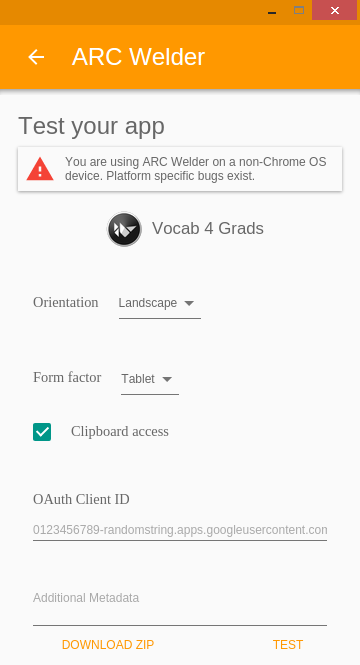 ARC Welder
Test your app
You are using ARC Welder on a non-Chrome OS
device. Platform specific bugs exist.
Vocab 4 Grads
Orientation Landscape
Form factor Tablet
Clipboard access
OAuth Client ID
0123456789-randomstring.apps.googleusercontent.com
Additional Metadata
DOWNLOAD ZIP TEST